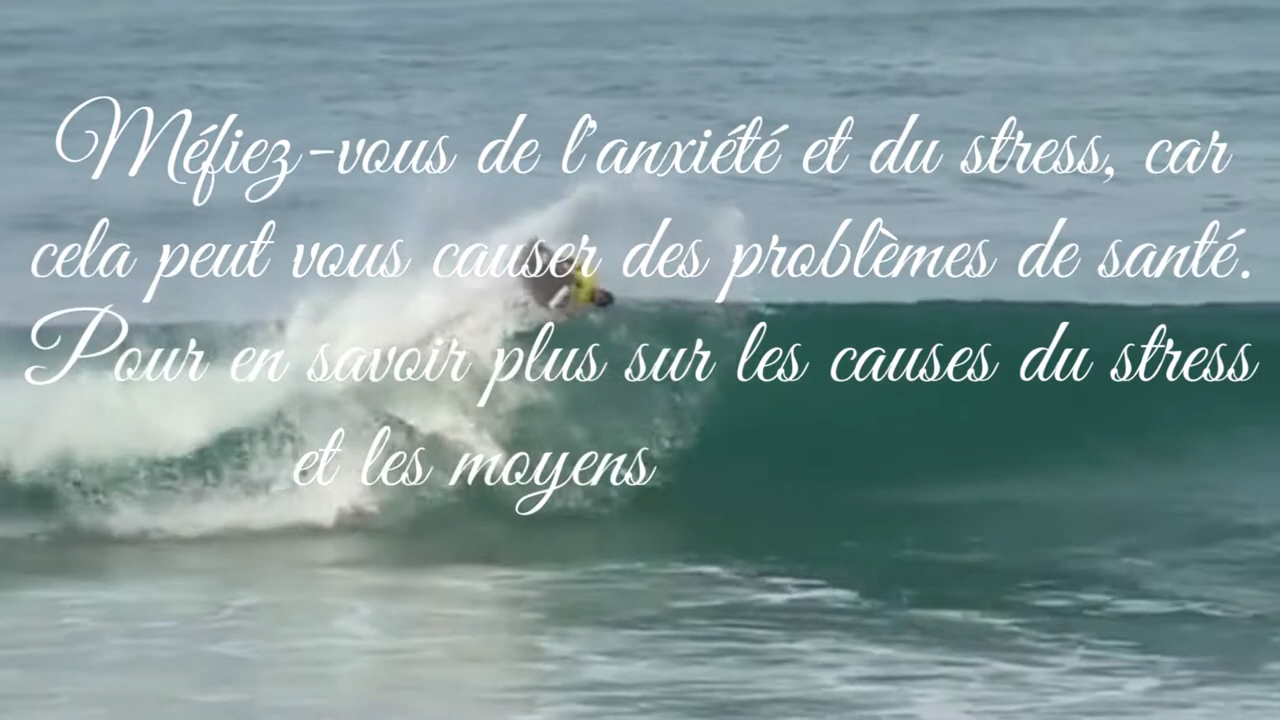 Méfiez-vous de l'anxiété et du stress, car
cela peut vous causer des problèmes de santé.
Pour en savoir plus sur les causes du stress
et les moyens